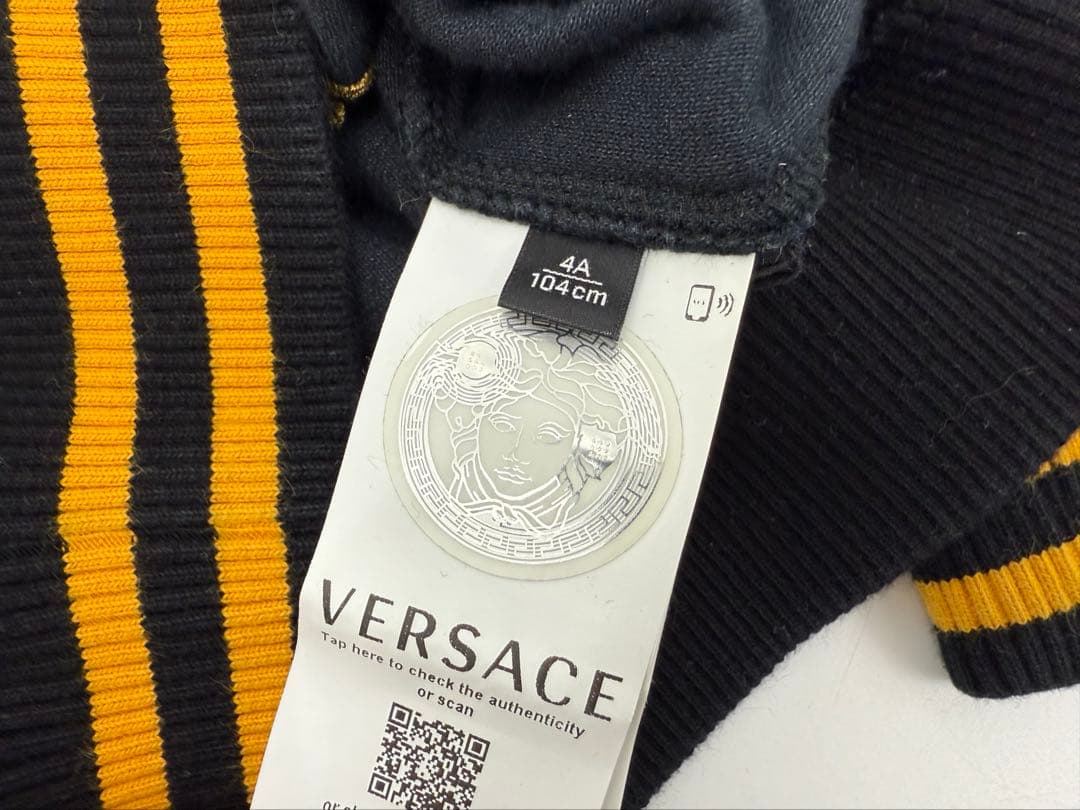 4A
104cm
VERSACE
Tap here to check the authenticity
or scan